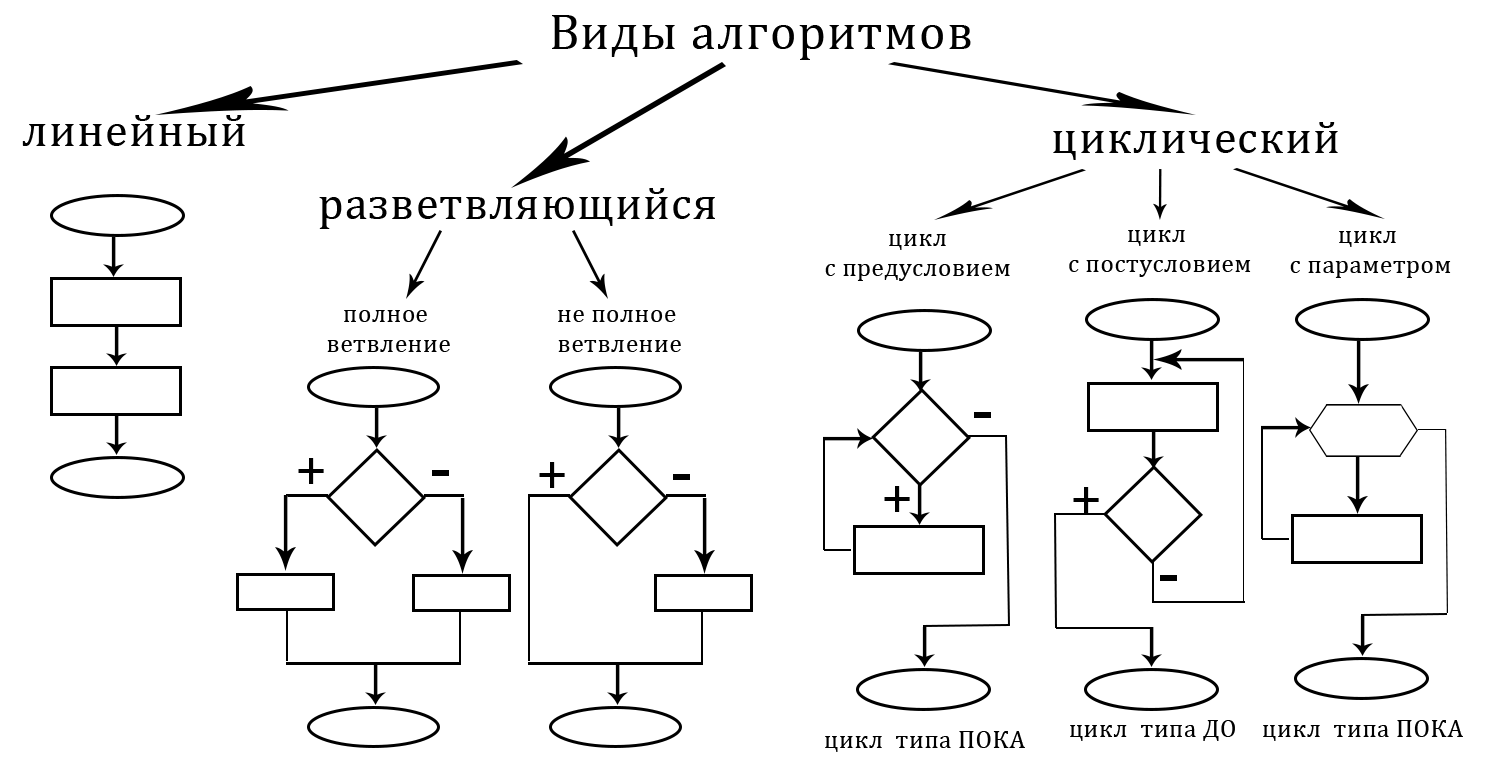 Виды алгоритмов
линейный
разветвляющийся
циклический
полное
ветвление
не полное
ветвление
цикл
с предусловием
цикл
с постусловием
цикл
с параметром
+
-
+
-
-
+
+
-
цикл типа ПОКА
цикл типа ДО
цикл типа ПОКА